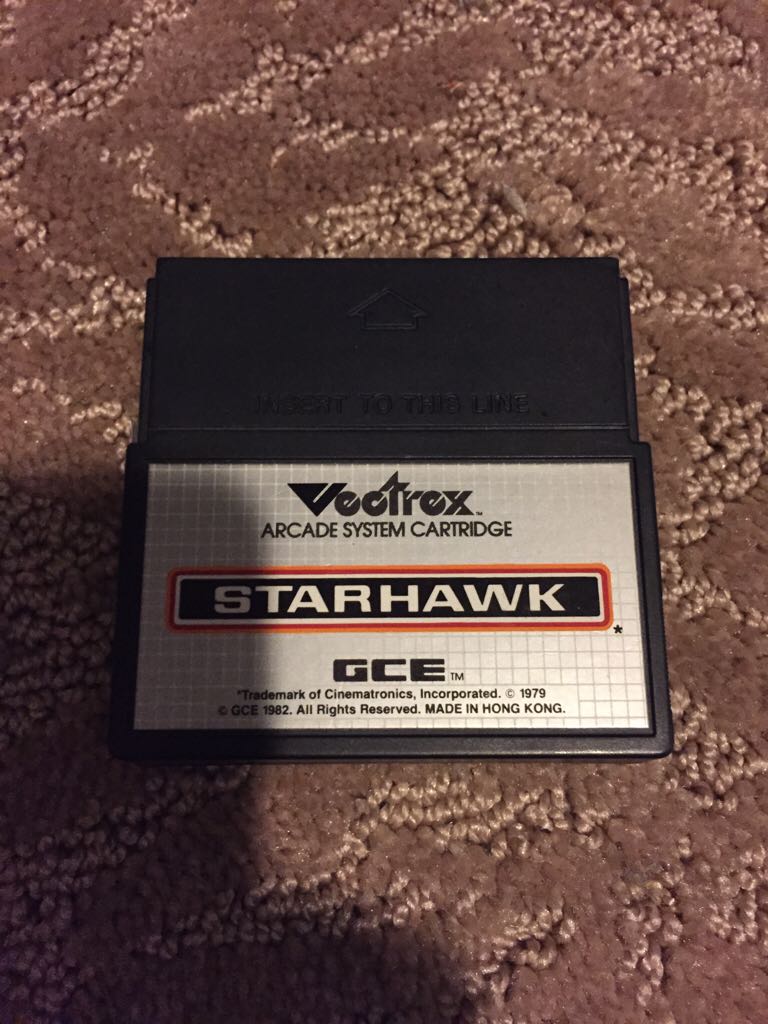 INSERT TO THIS LINE
Vectrex™
ARCADE SYSTEM CARTRIDGE
STARHAWK
*
GCE™
*Trademark of Cinematronics, Incorporated. © 1979
© GCE 1982. All Rights Reserved. MADE IN HONG KONG.